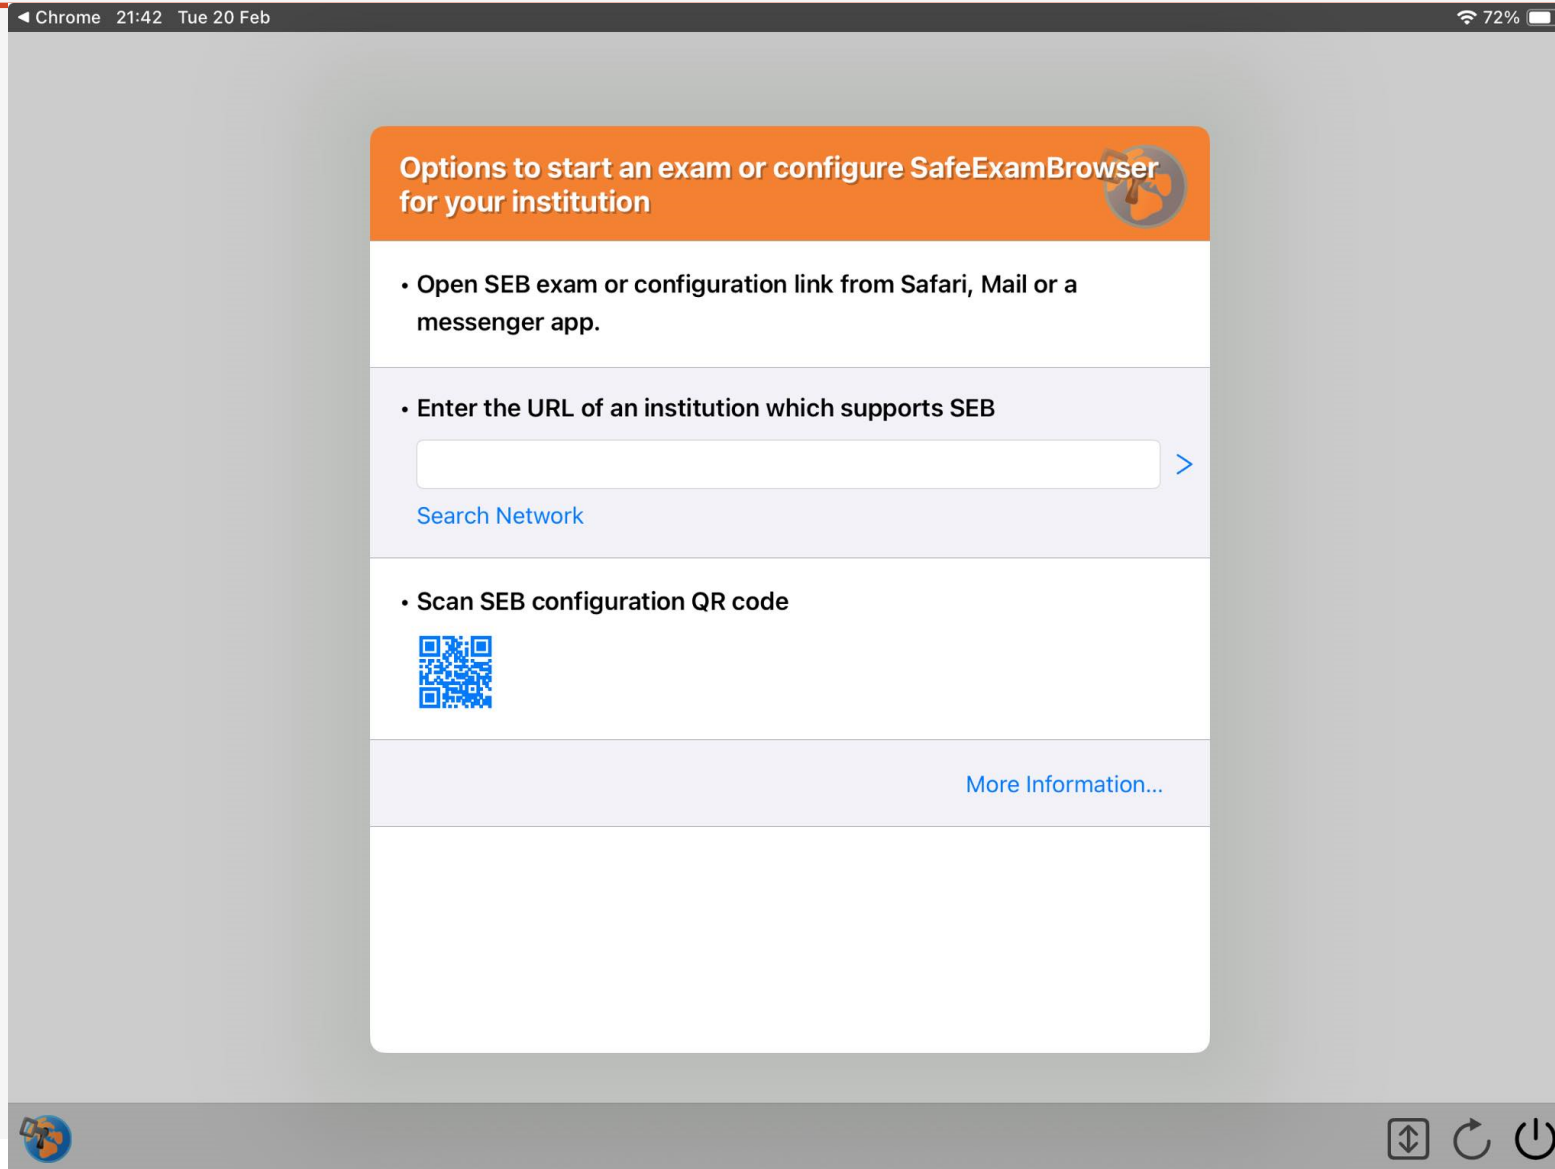 Chrome 21:42 Tue 20 Feb 72%
Options to start an exam or configure SafeExamBrowser
for your institution
• Open SEB exam or configuration link from Safari, Mail or a
messenger app.
• Enter the URL of an institution which supports SEB
>
Search Network
• Scan SEB configuration QR code
More Information...